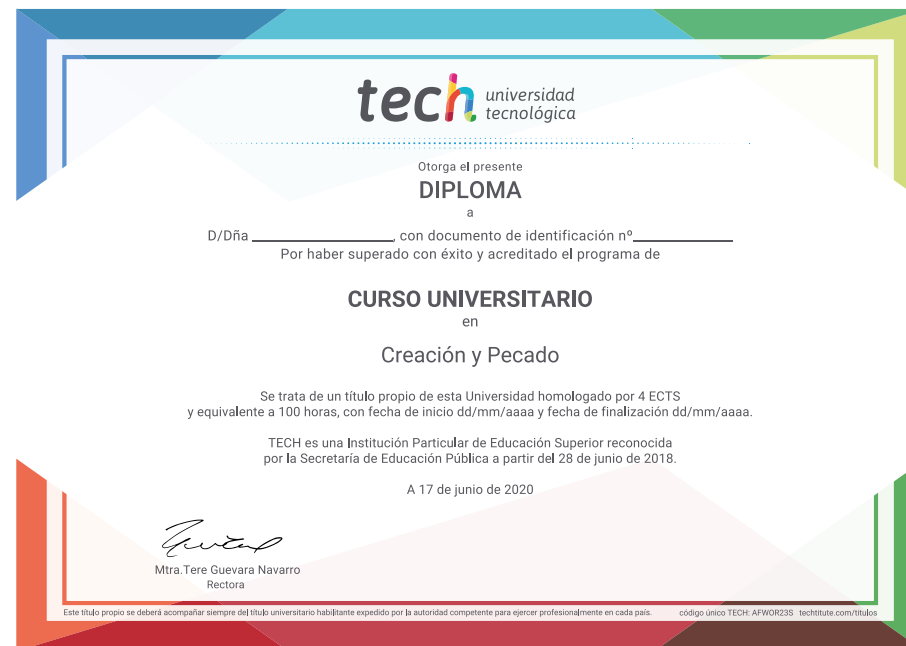 tech universidad
tecnológica
Otorga el presente
DIPLOMA
a
D/Dña ____________, con documento de identificación nº____________
Por haber superado con éxito y acreditado el programa de
CURSO UNIVERSITARIO
en
Creación y Pecado
Se trata de un título propio de esta Universidad homologado por 4 ECTS
y equivalente a 100 horas, con fecha de inicio dd/mm/aaaa y fecha de finalización dd/mm/aaaa.
TECH es una Institución Particular de Educación Superior reconocida
por la Secretaría de Educación Pública a partir del 28 de junio de 2018.
A 17 de junio de 2020
Mtra.Tere Guevara Navarro
Rectora
Este título propio se deberá acompañar siempre del título universitario habilitante expedido por la autoridad competente para ejercer profesionalmente en cada país. código único TECH: AFWOR23S techtitute.com/titulos